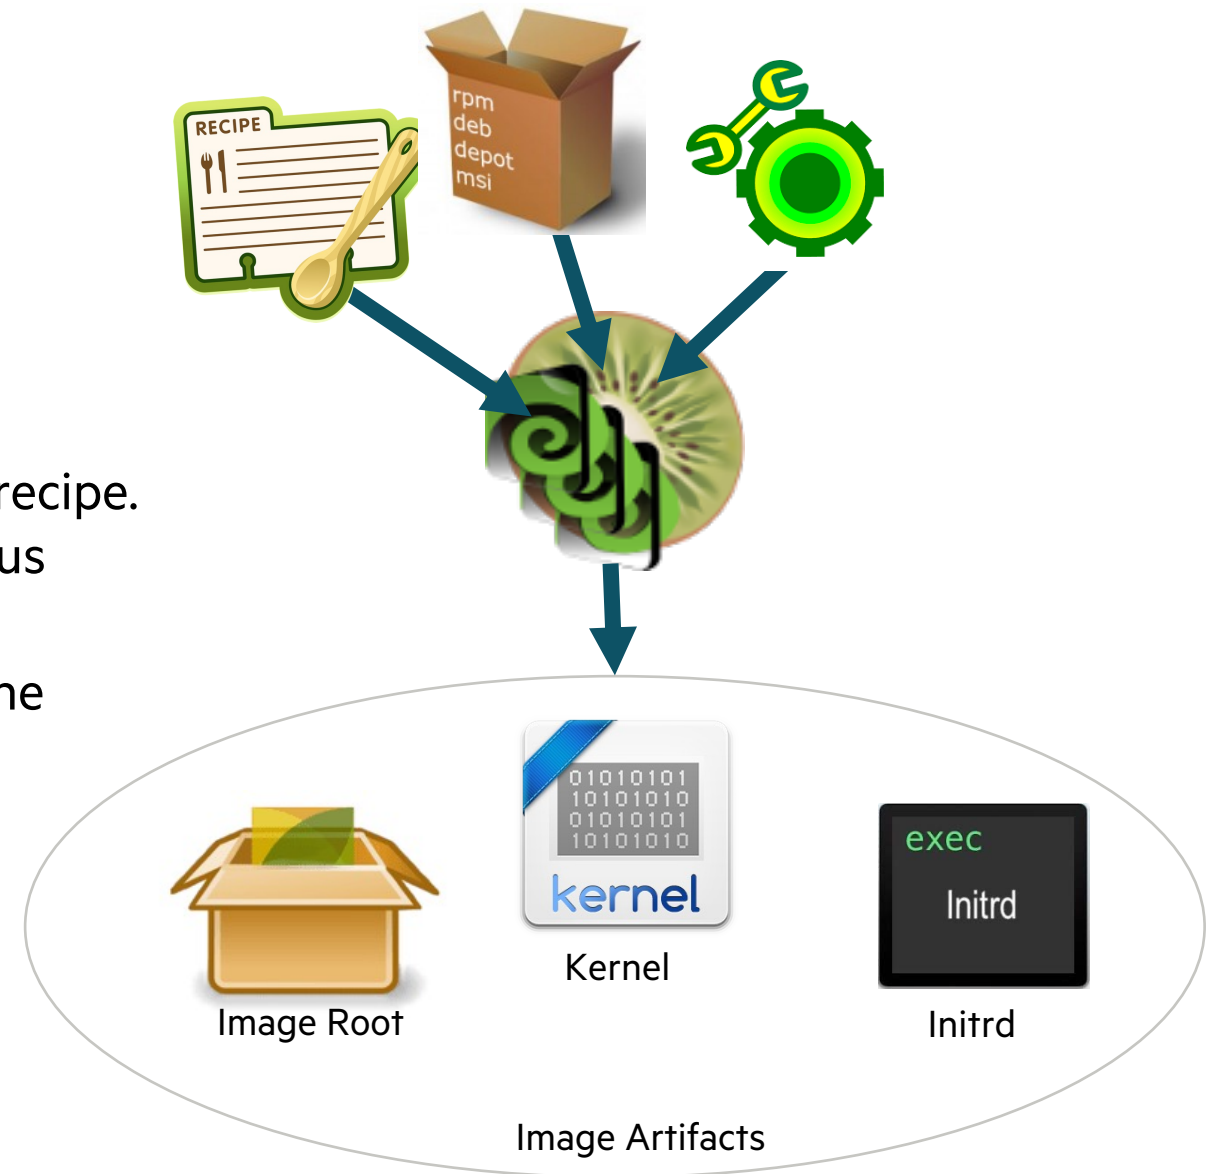 RECIPE
rpm
deb
depot
msi
recipe.
us
ne
01010101
10101010
01010101
10101010
kernel
Kernel
exec
Initrd
Image Root
Initrd
Image Artifacts